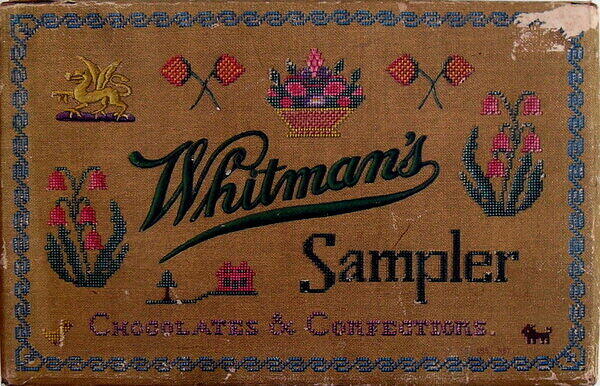 Whitman's
Sampler
CHOCOLATES & CONFECTIONS.